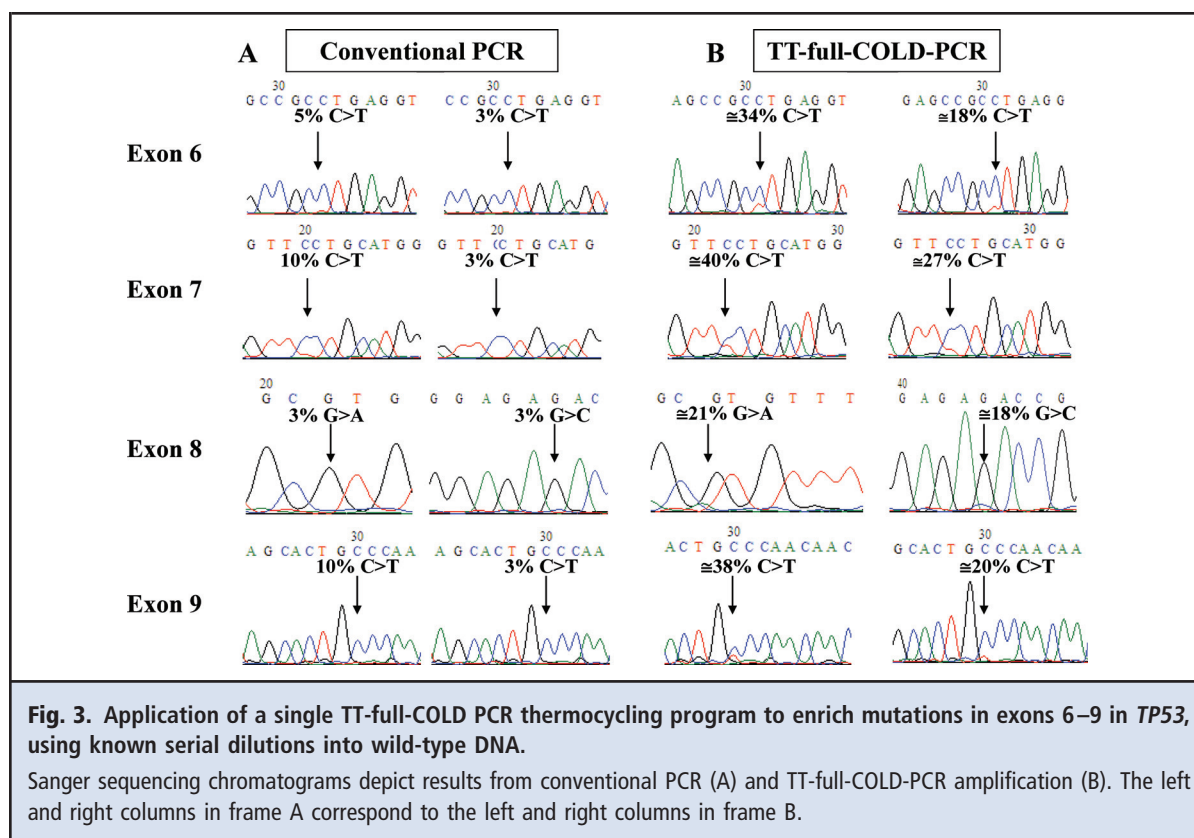 A Conventional PCR B TT-full-COLD-PCR
30 30 30 30
G C C G C C T G A G G T C C G C C T G A G G T A G C C G C C T G A G G T G A G C C G C C T G A G G
5% C>T 3% C>T ≅34% C>T ≅18% C>T
Exon 6
20 20 20 30 30
G T T C C T G C A T G G G T T C C T G C A T G G T T C C T G C A T G G G T T C C T G C A T G G
10% C>T 3% C>T ≅40% C>T ≅27% C>T
Exon 7
20 40
G C G T G G G A G A G A C G C G T G T T T G A G A G A C C G
3% G>A 3% G>C ≅21% G>A ≅18% G>C
Exon 8
30 30 30 30
A G C A C T G C C C A A A G C A C T G C C C A A A C T G C C C A A C A A C G C A C T G C C C A A C A A
10% C>T 3% C>T ≅38% C>T ≅20% C>T
Exon 9
Fig. 3. Application of a single TT-full-COLD PCR thermocycling program to enrich mutations in exons 6–9 in TP53,
using known serial dilutions into wild-type DNA.
Sanger sequencing chromatograms depict results from conventional PCR (A) and TT-full-COLD-PCR amplification (B). The left
and right columns in frame A correspond to the left and right columns in frame B.